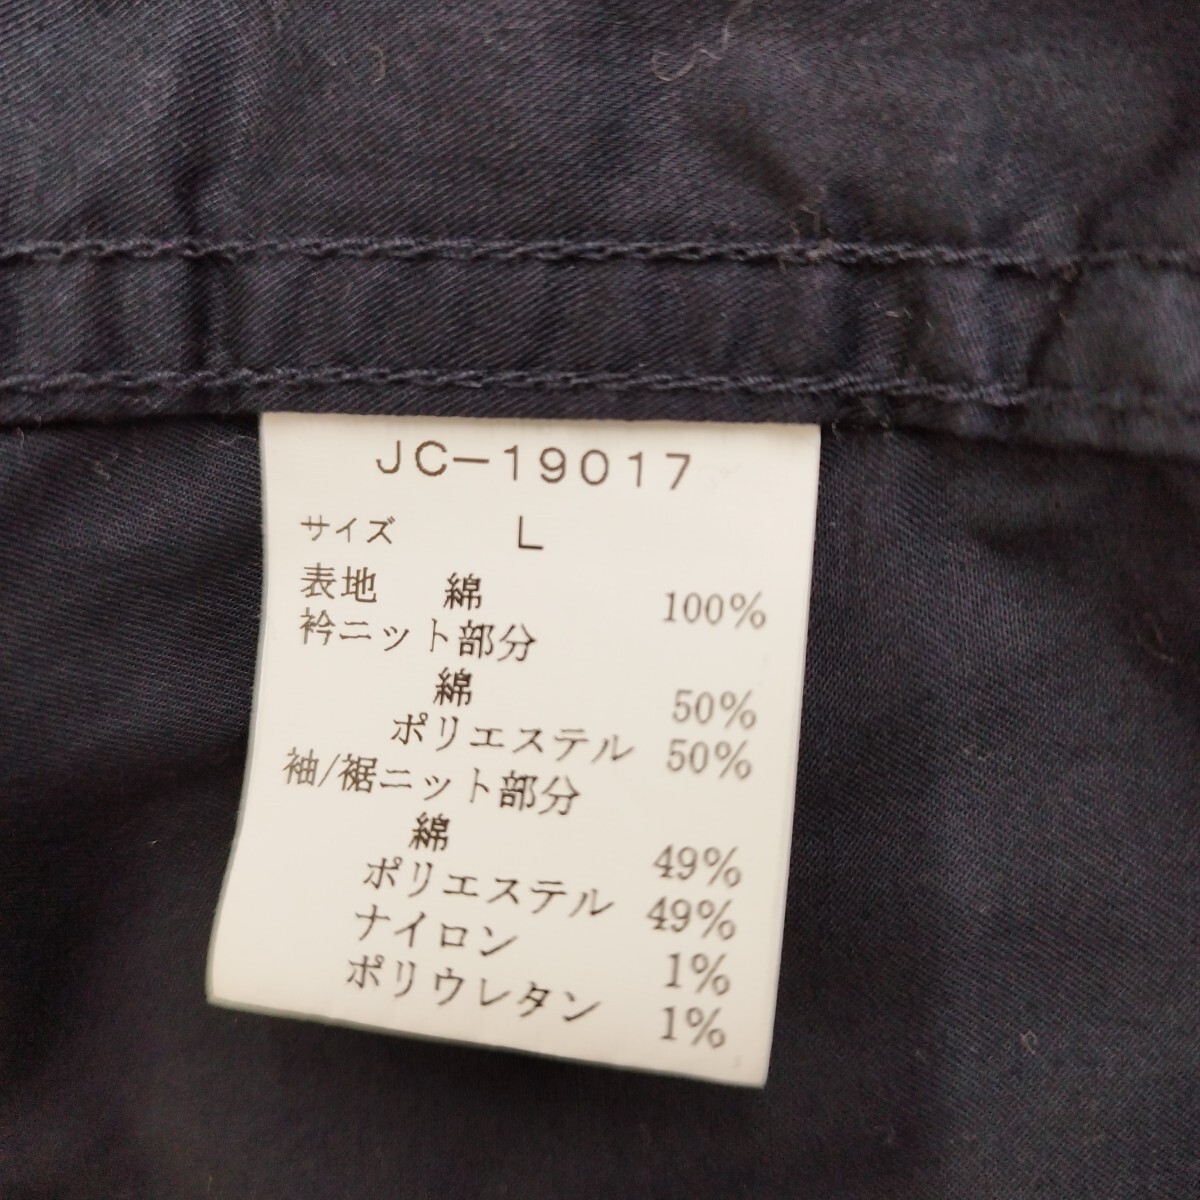 JC-19017
サイズ L
表地 綿 100%
衿ニット部分
綿 50%
ポリエステル 50%
袖/裾ニット部分
綿 49%
ポリエステル 49%
ナイロン 1%
ポリウレタン 1%